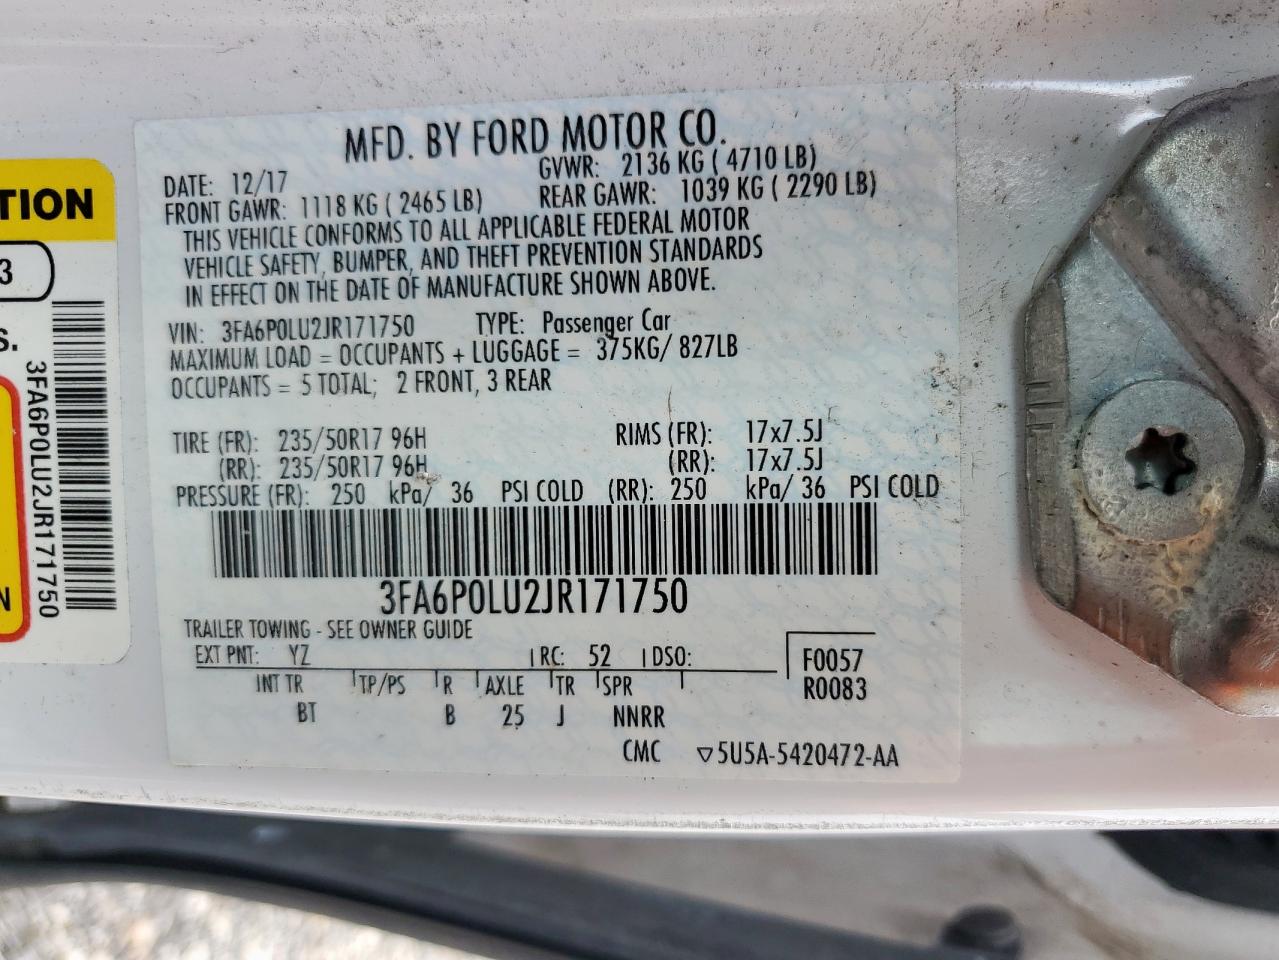 MFD. BY FORD MOTOR CO.
DATE: 12/17 GVWR: 2136 KG ( 4710 LB)
FRONT GAWR: 1118 KG ( 2465 LB) REAR GAWR: 1039 KG ( 2290 LB)
THIS VEHICLE CONFORMS TO ALL APPLICABLE FEDERAL MOTOR
VEHICLE SAFETY, BUMPER, AND THEFT PREVENTION STANDARDS
IN EFFECT ON THE DATE OF MANUFACTURE SHOWN ABOVE.
VIN: 3FA6P0LU2JR171750 TYPE: Passenger Car
MAXIMUM LOAD = OCCUPANTS + LUGGAGE = 375KG/ 827LB
OCCUPANTS = 5 TOTAL; 2 FRONT, 3 REAR
TIRE (FR): 235/50R17 96H RIMS (FR): 17x7.5J
(RR): 235/50R17 96H (RR): 17x7.5J
PRESSURE (FR): 250 kPa/ 36 PSI COLD (RR): 250 kPa/ 36 PSI COLD
3FA6P0LU2JR171750
TRAILER TOWING - SEE OWNER GUIDE
EXT PNT: YZ RC: 52 DSO: F0057
R0083
INT TR TP/PS R AXLE TR SPR
BT B 25 J NNRR
CMC ▽5U5A-5420472-AA
TION
3
S.
3FA6P0LU2JR171750
N